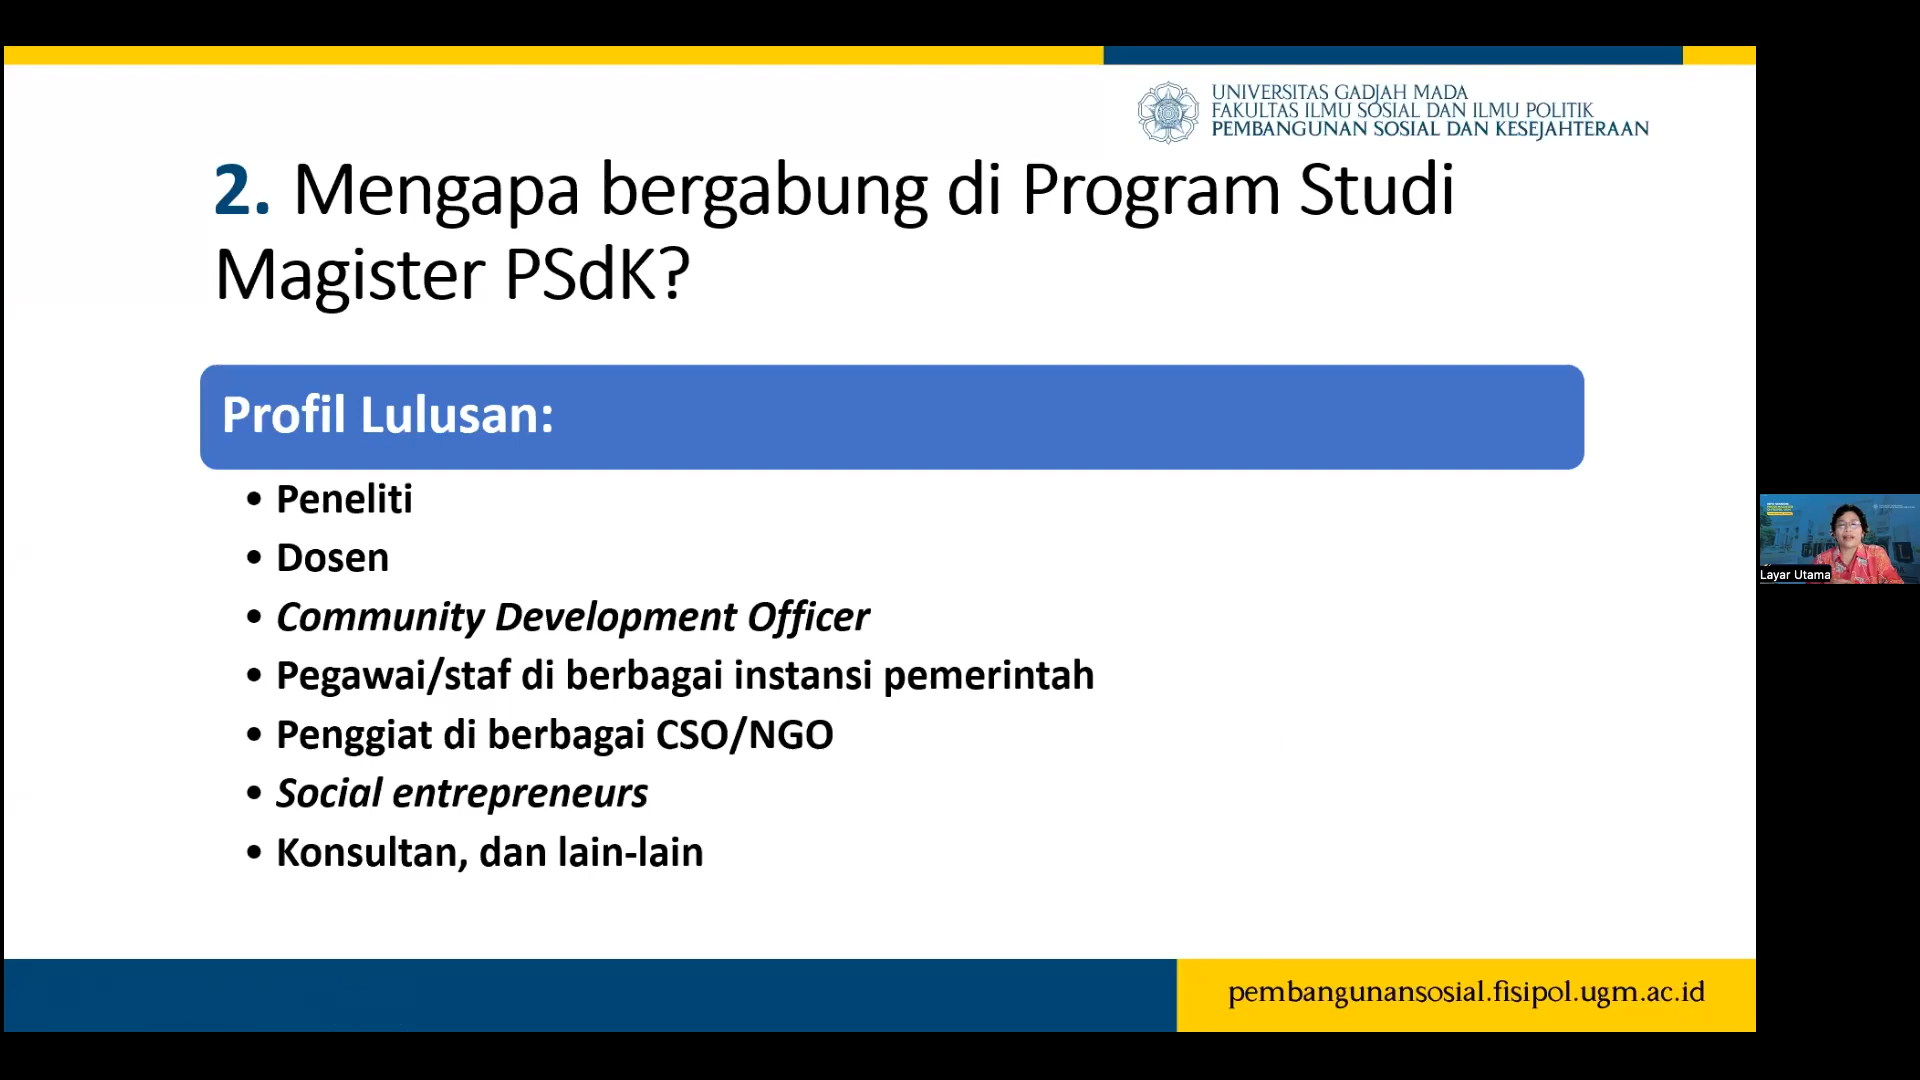 UNIVERSITAS GADJAH MADA
FAKULTAS ILMU SOSIAL DAN ILMU POLITIK
PEMBANGUNAN SOSIAL DAN KESEJAHTERAAN
2. Mengapa bergabung di Program Studi
Magister PSdK?
Profil Lulusan:
• Peneliti
• Dosen
• Community Development Officer
• Pegawai/staf di berbagai instansi pemerintah
• Penggiat di berbagai CSO/NGO
• Social entrepreneurs
• Konsultan, dan lain-lain
Layar Utama
pembangunansosial.fisipol.ugm.ac.id